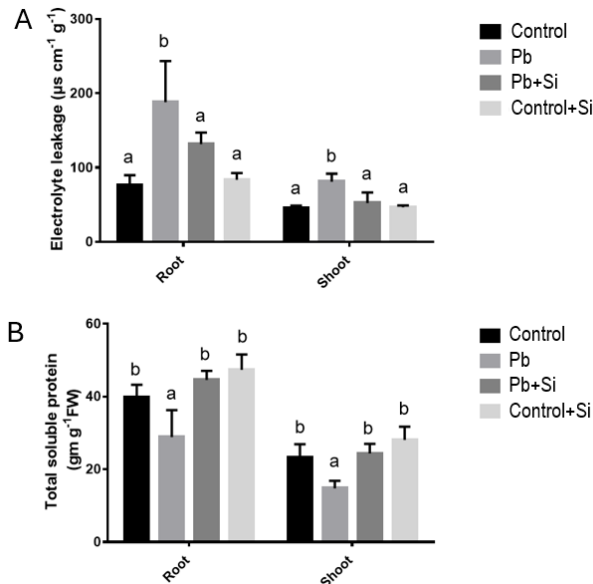 A
Electrolyte leakage (µs cm⁻¹ g⁻¹)
300
200
100
0
a
b
a
a
a
b
a
a
Root
Shoot
Control
Pb
Pb+Si
Control+Si
B
Total soluble protein
(gm g⁻¹FW)
60
40
20
0
b
a
b
b
b
a
b
b
Root
Shoot
Control
Pb
Pb+Si
Control+Si